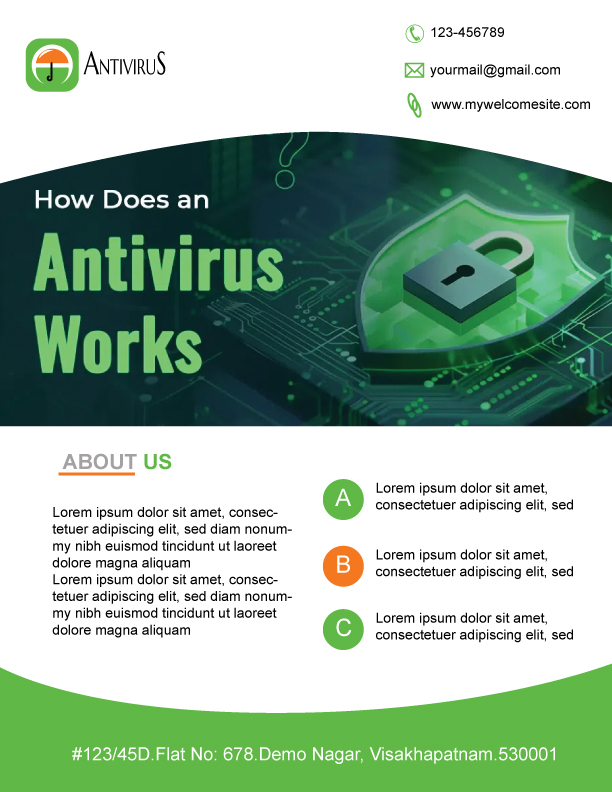 ANTIVIRUS
123-456789
yourmail@gmail.com
www.mywelcomesite.com
How Does an
Antivirus
Works
ABOUT US
Lorem ipsum dolor sit amet, consec-
tetuer adipiscing elit, sed diam nonum-
my nibh euismod tincidunt ut laoreet
dolore magna aliquam
Lorem ipsum dolor sit amet, consec-
tetuer adipiscing elit, sed diam nonum-
my nibh euismod tincidunt ut laoreet
dolore magna aliquam
A
Lorem ipsum dolor sit amet,
consectetuer adipiscing elit, sed
B
Lorem ipsum dolor sit amet,
consectetuer adipiscing elit, sed
C
Lorem ipsum dolor sit amet,
consectetuer adipiscing elit, sed
#123/45D.Flat No: 678.Demo Nagar, Visakhapatnam.530001